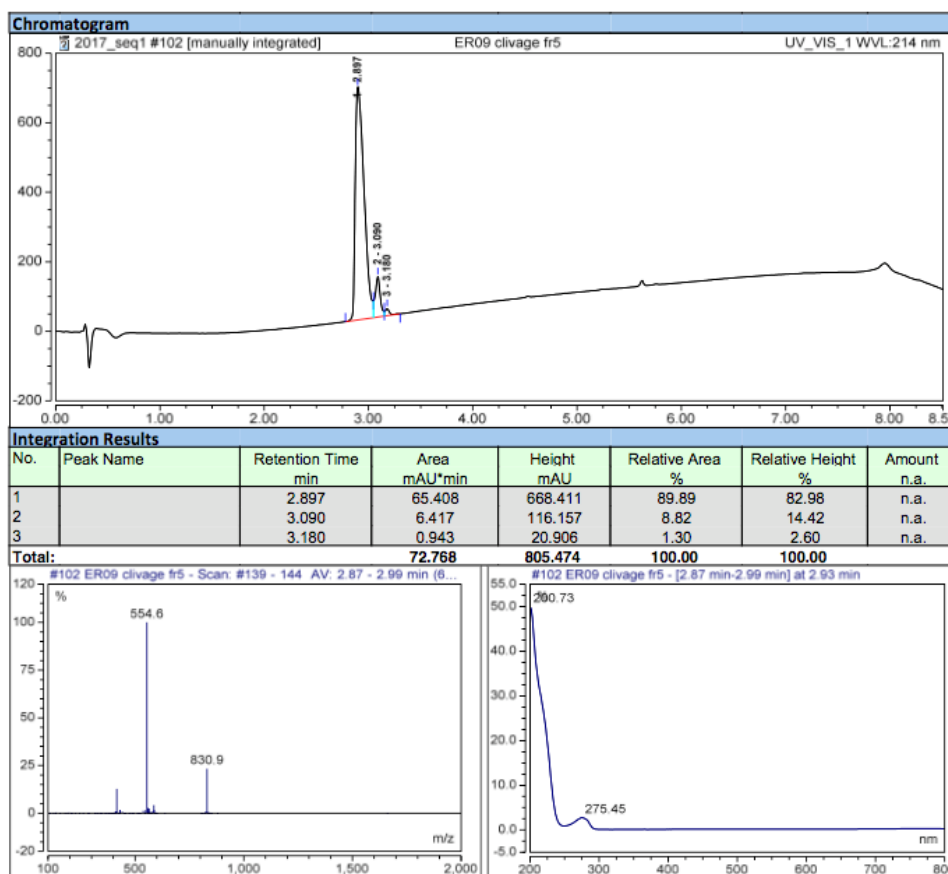 Chromatogram
2017_seq1 #102 [manually integrated] ER09 clivage fr5 UV_VIS_1 WVL:214 nm
800
600
400
200
0
-200
2.897
2 - 3.090
3 - 3.180
0.00 1.00 2.00 3.00 4.00 5.00 6.00 7.00 8.00 8.5
Integration Results
No. Peak Name Retention Time Area Height Relative Area Relative Height Amount
min mAU*min mAU % % n.a.
1 2.897 65.408 668.411 89.89 82.98 n.a.
2 3.090 6.417 116.157 8.82 14.42 n.a.
3 3.180 0.943 20.906 1.30 2.60 n.a.
Total: 72.768 805.474 100.00 100.00
#102 ER09 clivage fr5 - Scan: #139 - 144 AV: 2.87 - 2.99 min (6...
120
100
75
50
25
0
-20
%
554.6
830.9
m/z
100 500 1,000 1,500 2,000
#102 ER09 clivage fr5 - [2.87 min-2.99 min] at 2.93 min
55.0
50.0
40.0
30.0
20.0
10.0
0.0
-5.0
%
200.73
275.45
nm
200 300 400 500 600 700 800